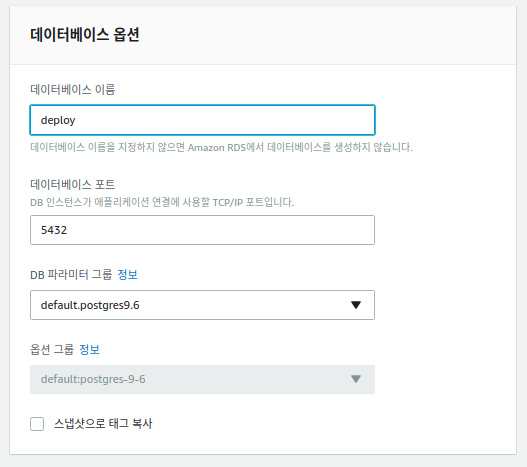 데이터베이스 옵션
데이터베이스 이름
deploy
데이터베이스 이름을 지정하지 않으면 Amazon RDS에서 데이터베이스를 생성하지 않습니다.
데이터베이스 포트
DB 인스턴스가 애플리케이션 연결에 사용할 TCP/IP 포트입니다.
5432
DB 파라미터 그룹 정보
default.postgres9.6
옵션 그룹 정보
default:postgres-9-6
스냅샷으로 태그 복사